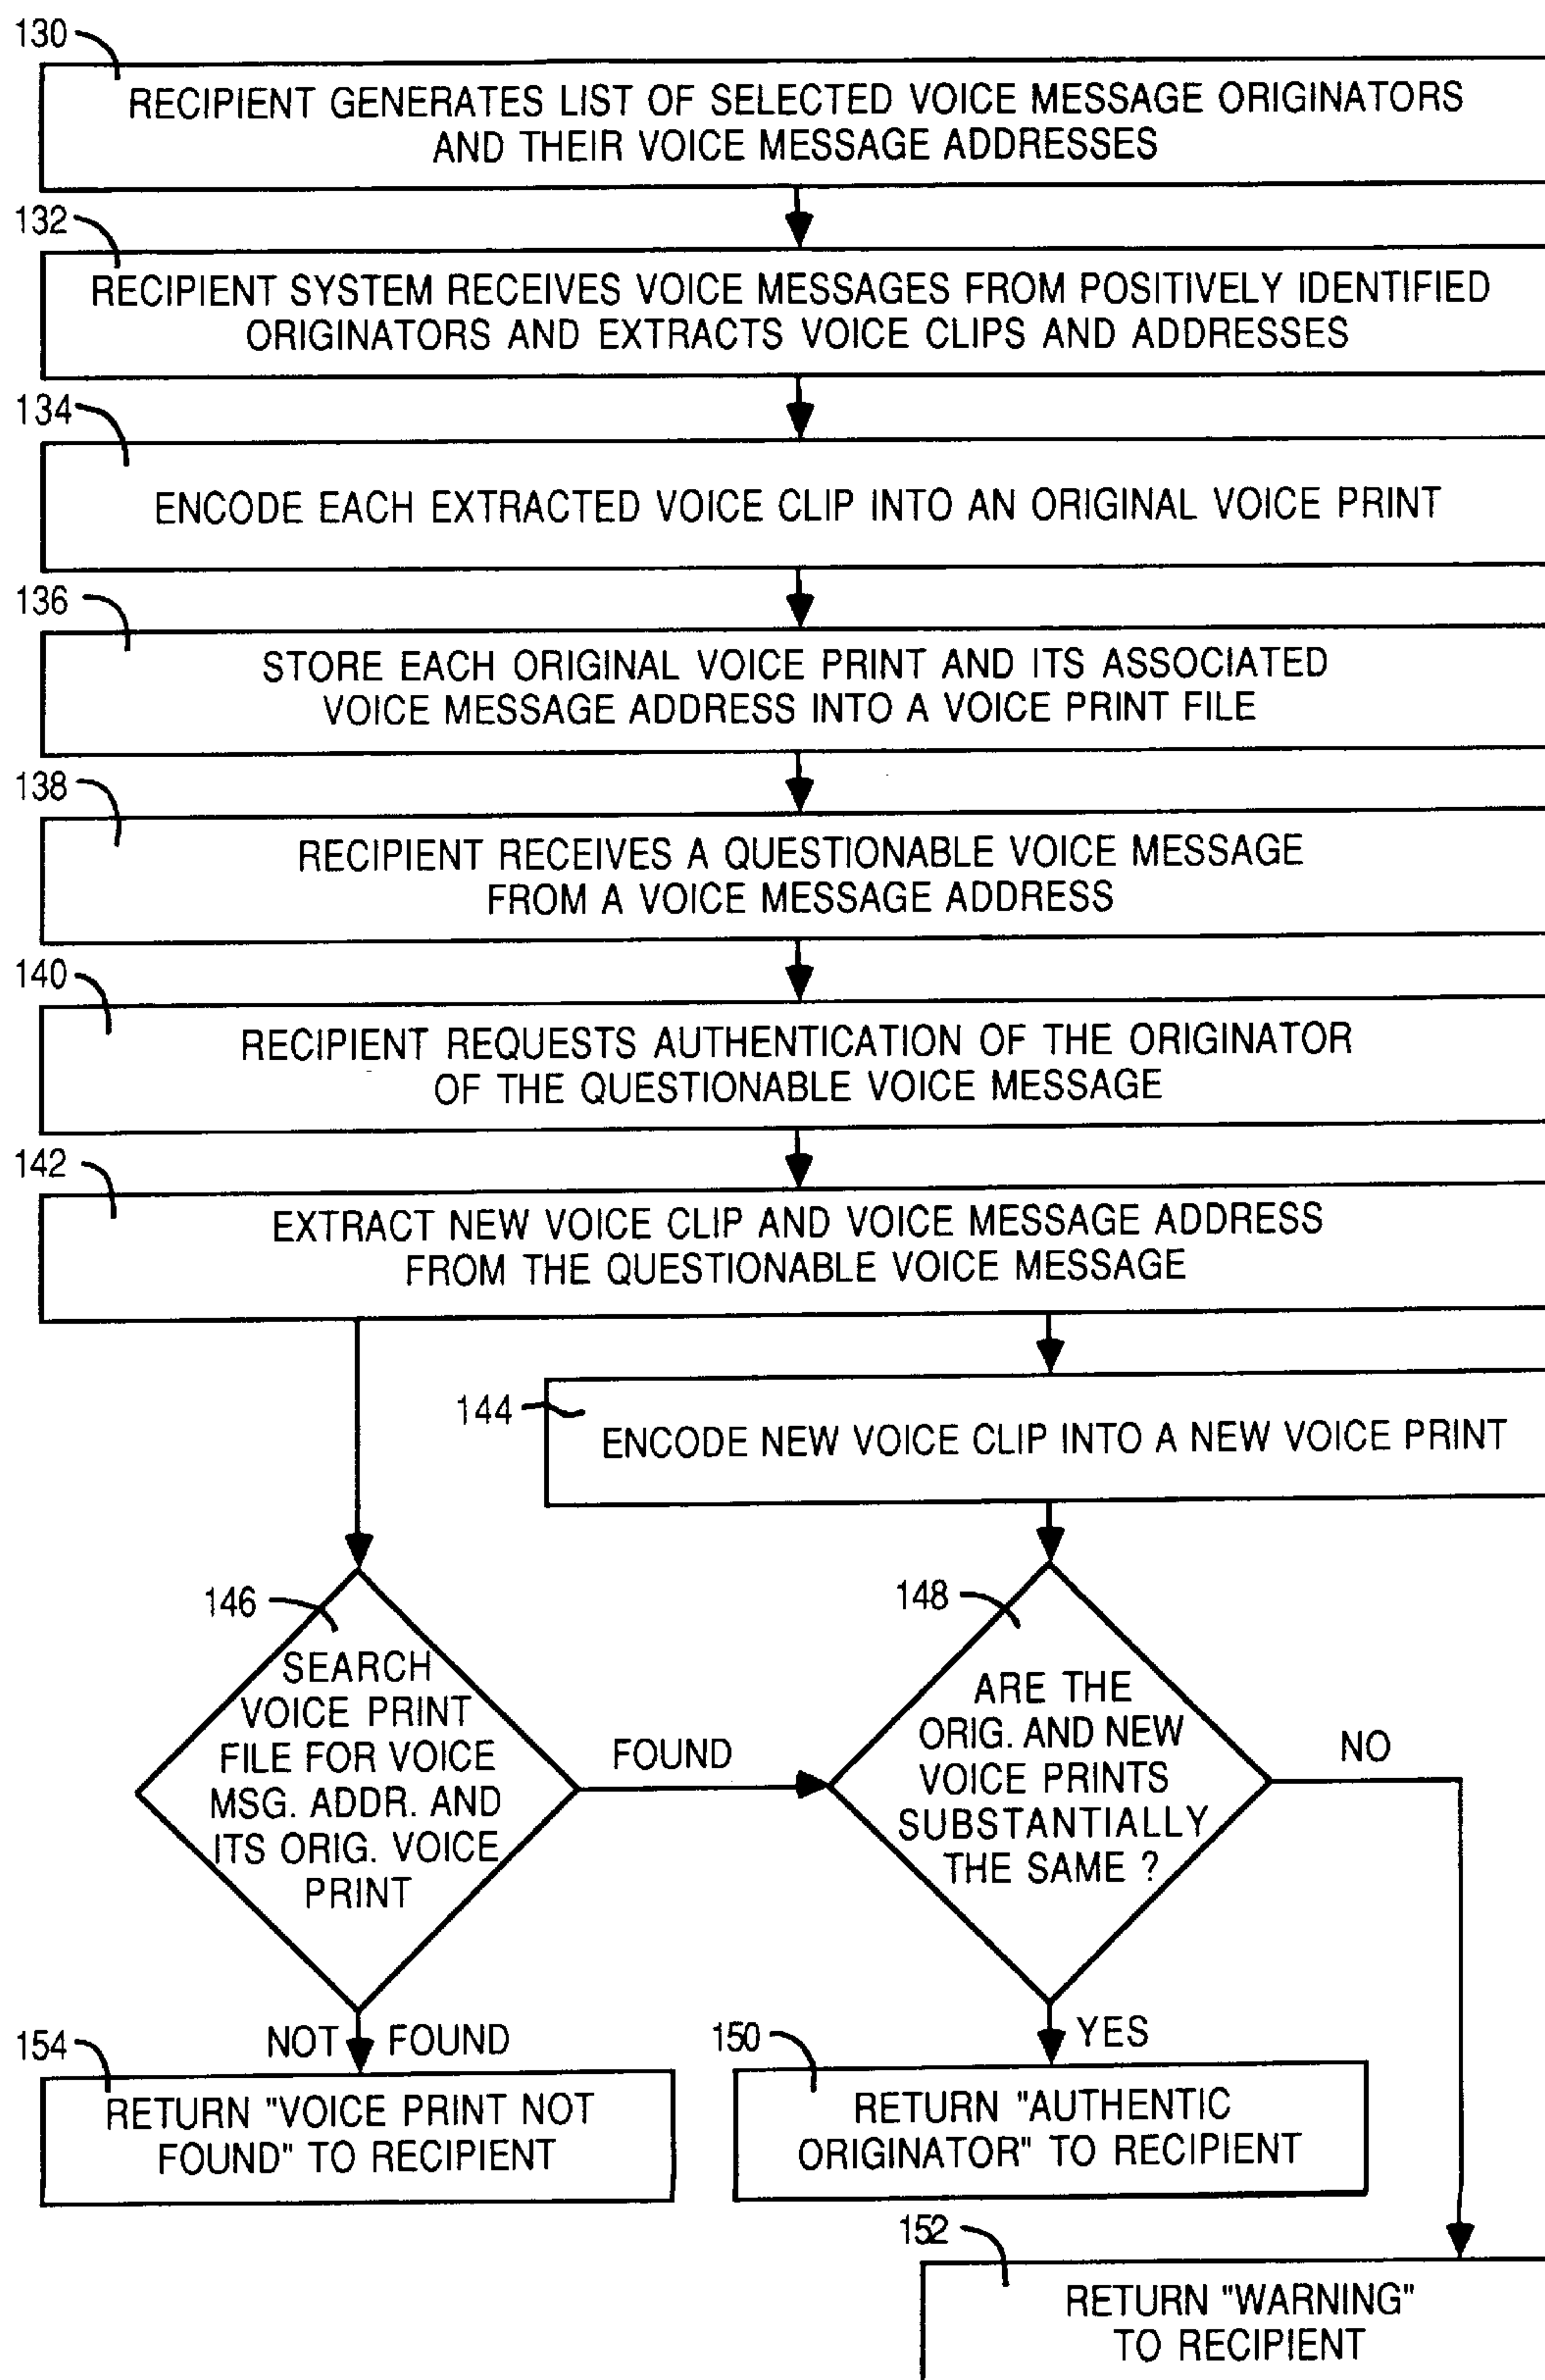 130
RECIPIENT GENERATES LIST OF SELECTED VOICE MESSAGE ORIGINATORS
AND THEIR VOICE MESSAGE ADDRESSES
132
RECIPIENT SYSTEM RECEIVES VOICE MESSAGES FROM POSITIVELY IDENTIFIED
ORIGINATORS AND EXTRACTS VOICE CLIPS AND ADDRESSES
134
ENCODE EACH EXTRACTED VOICE CLIP INTO AN ORIGINAL VOICE PRINT
136
STORE EACH ORIGINAL VOICE PRINT AND ITS ASSOCIATED
VOICE MESSAGE ADDRESS INTO A VOICE PRINT FILE
138
RECIPIENT RECEIVES A QUESTIONABLE VOICE MESSAGE
FROM A VOICE MESSAGE ADDRESS
140
RECIPIENT REQUESTS AUTHENTICATION OF THE ORIGINATOR
OF THE QUESTIONABLE VOICE MESSAGE
142
EXTRACT NEW VOICE CLIP AND VOICE MESSAGE ADDRESS
FROM THE QUESTIONABLE VOICE MESSAGE
144
ENCODE NEW VOICE CLIP INTO A NEW VOICE PRINT
146
SEARCH
VOICE PRINT
FILE FOR VOICE
MSG. ADDR. AND
ITS ORIG. VOICE
PRINT
FOUND
148
ARE THE
ORIG. AND NEW
VOICE PRINTS
SUBSTANTIALLY
THE SAME ?
NO
NOT FOUND
YES
154
RETURN "VOICE PRINT NOT
FOUND" TO RECIPIENT
150
RETURN "AUTHENTIC
ORIGINATOR" TO RECIPIENT
152
RETURN "WARNING"
TO RECIPIENT